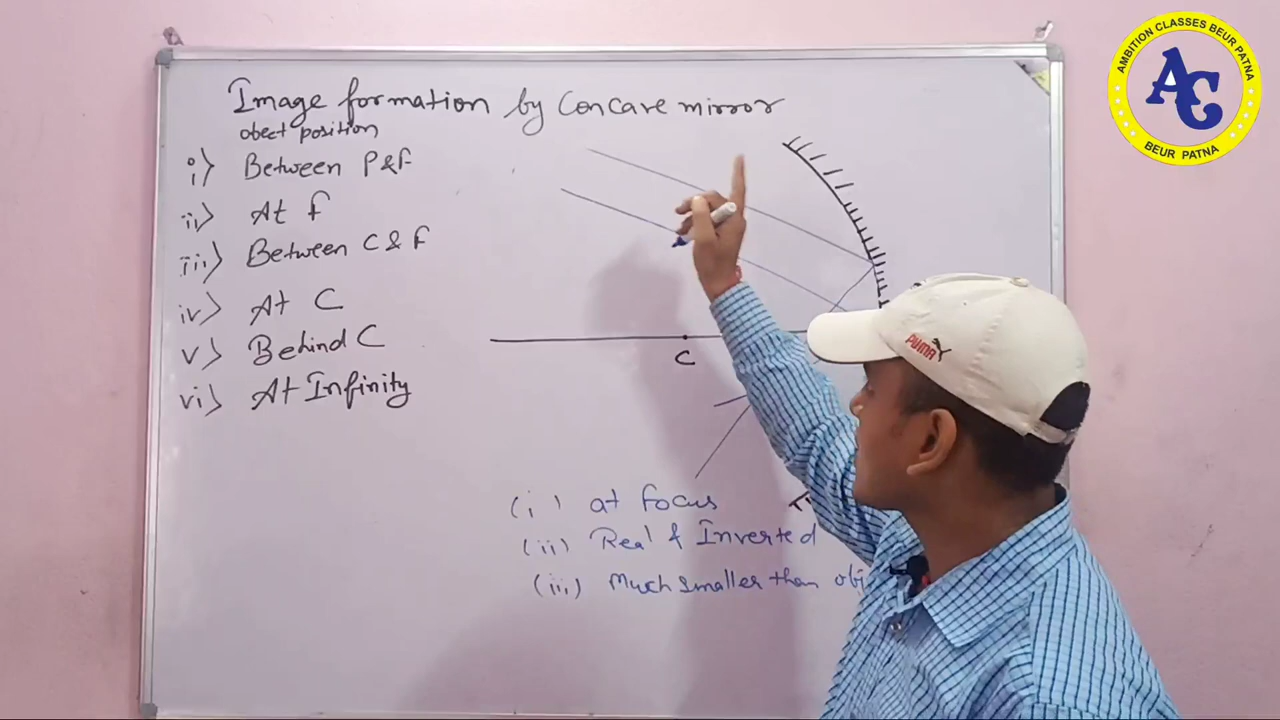 Image formation by Concave mirror
obect position
i) Between P & F
ii) At f
iii) Between C & F
iv) At C
v) Behind C
vi) At Infinity
C
(i) at focus
(ii) Real & Inverted
(iii) Much smaller than obj
PUMA
AMBITION CLASSES BEUR PATNA
AC
BEUR PATNA